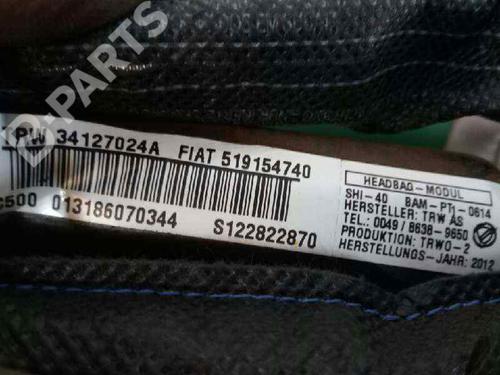 B-PARTS
PW 34127024A FIAT 519154740
C500 013186070344 S122822870
HEADBAG-MODUL
SHI-40 BAM-PT1-0614
HERSTELLER: TRW AS
TEL.: 0049 / 8638-9650
PRODUKTION: TRWO-2
HERSTELLUNGS-JAHR: 2012